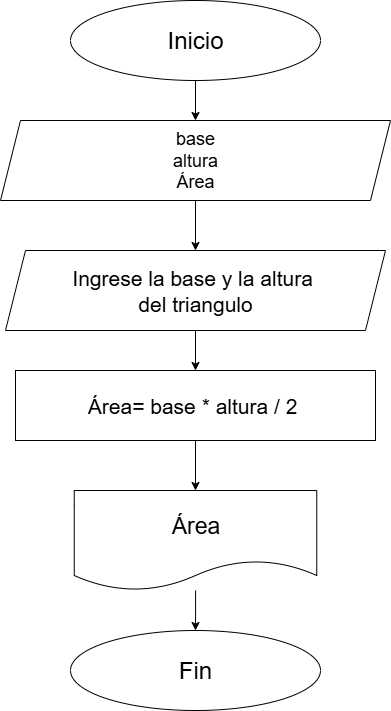 Inicio
base
altura
Área
Ingrese la base y la altura
del triangulo
Área= base * altura / 2
Área
Fin